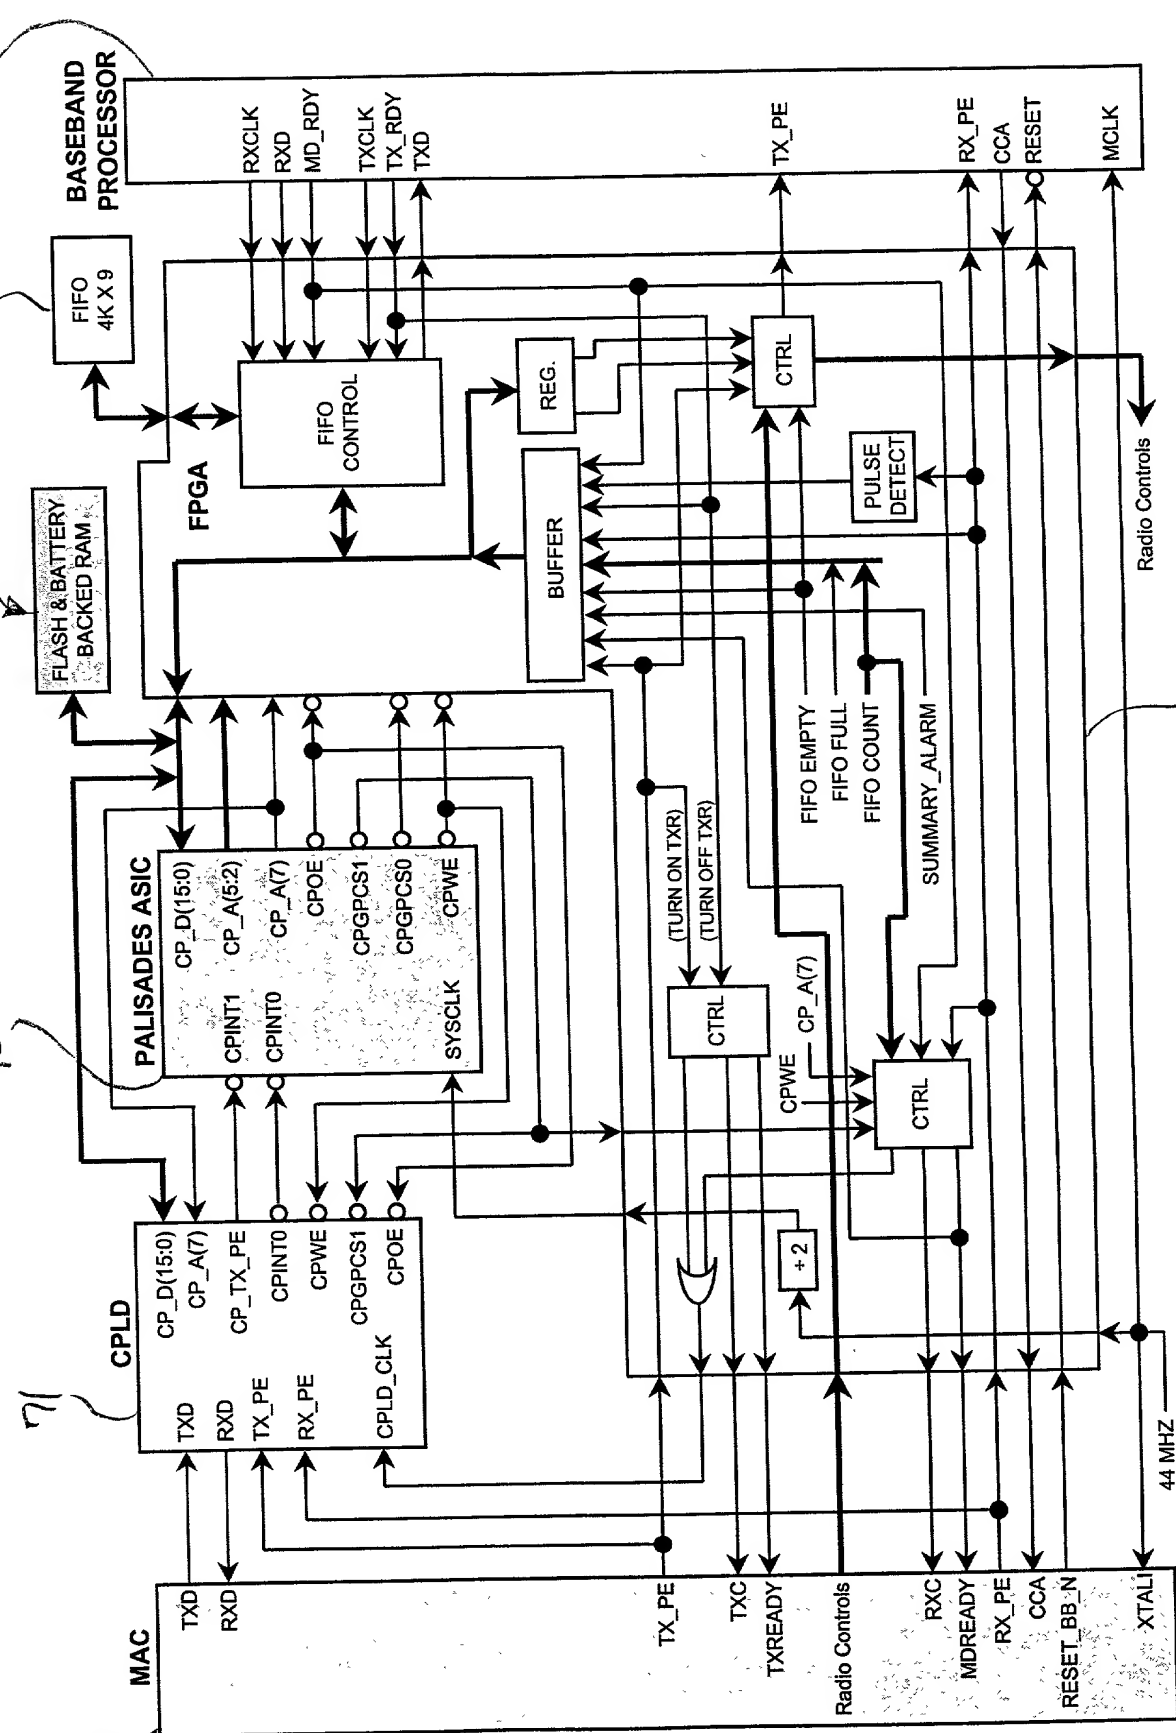 MAC
TXD
RXD
TX_PE
TXC
TXREADY
Radio Controls
RXC
MDREADY
RX_PE
CCA
RESET_BB_N
XTALI
44 MHZ
71
CPLD
TXD
RXD
TX_PE
RX_PE
CPLD_CLK
CP_D(15:0)
CP_A(7)
CP_TX_PE
CPINT0
CPWE
CPGPCS1
CPOE
÷ 2
PALISADES ASIC
CPINT1
CPINT0
SYSCLK
CP_D(15:0)
CP_A(5:2)
CP_A(7)
CPOE
CPGPCS1
CPGPCS0
CPWE
CTRL
(TURN ON TXR)
(TURN OFF TXR)
CPWE
CP_A(7)
CTRL
FIFO EMPTY
FIFO FULL
FIFO COUNT
SUMMARY_ALARM
FLASH & BATTERY
BACKED RAM
FPGA
BUFFER
PULSE
DETECT
FIFO
CONTROL
REG.
CTRL
Radio Controls
FIFO
4K X 9
BASEBAND
PROCESSOR
RXCLK
RXD
MD_RDY
TXCLK
TX_RDY
TXD
TX_PE
RX_PE
CCA
RESET
MCLK